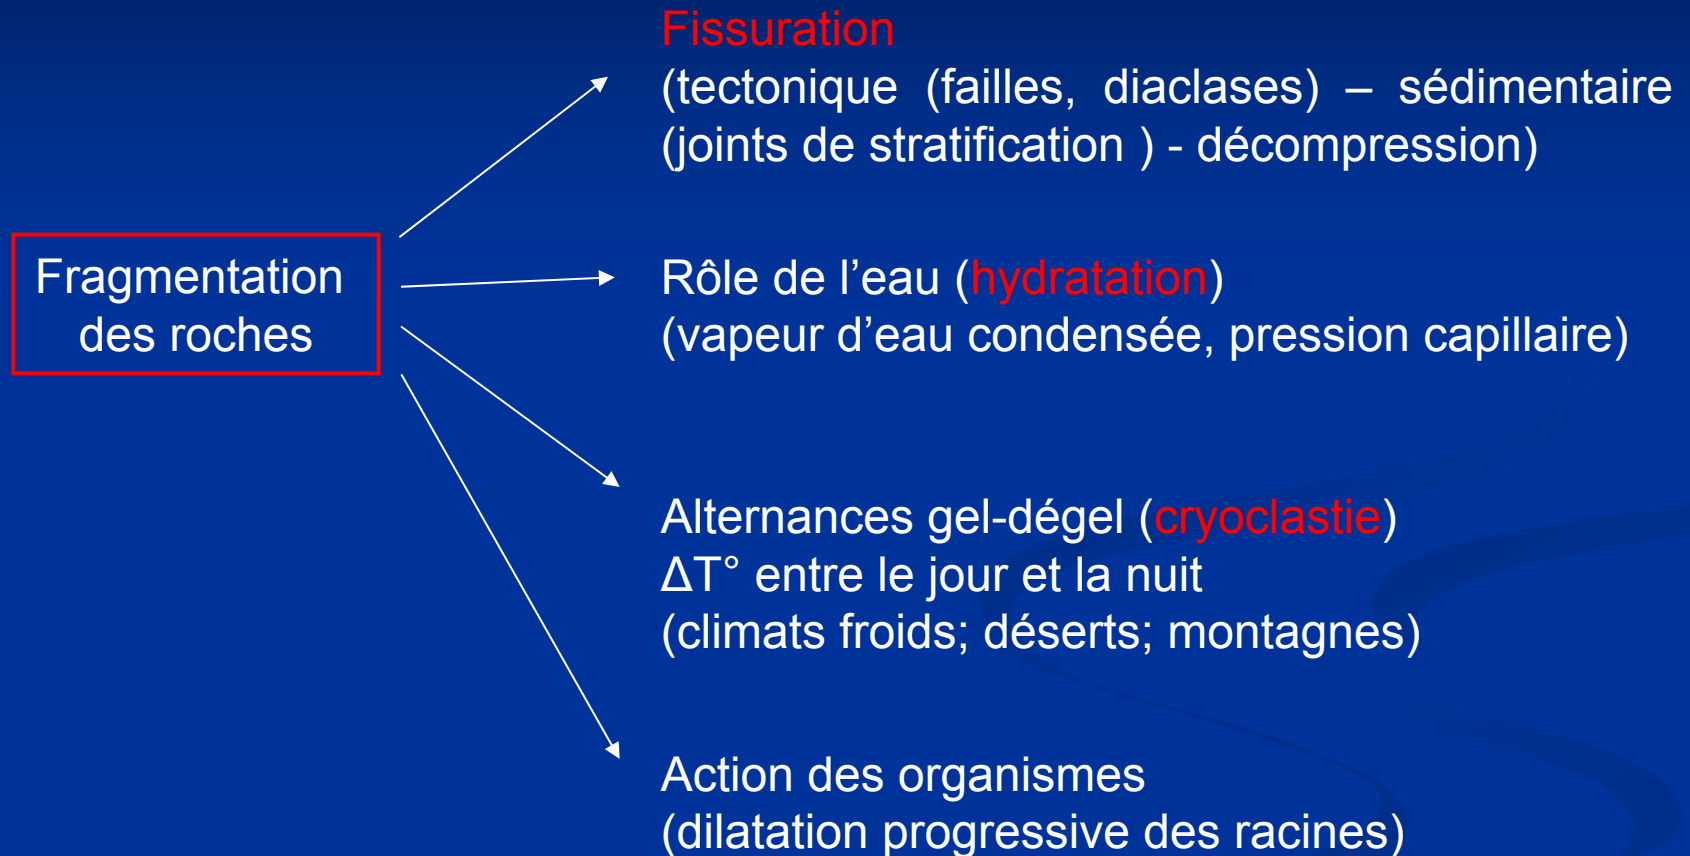 Fissuration
(tectonique (failles, diaclases) – sédimentaire
(joints de stratification ) - décompression)
Fragmentation
des roches
Rôle de l’eau (hydratation)
(vapeur d’eau condensée, pression capillaire)
Alternances gel-dégel (cryoclastie)
ΔT° entre le jour et la nuit
(climats froids; déserts; montagnes)
Action des organismes
(dilatation progressive des racines)